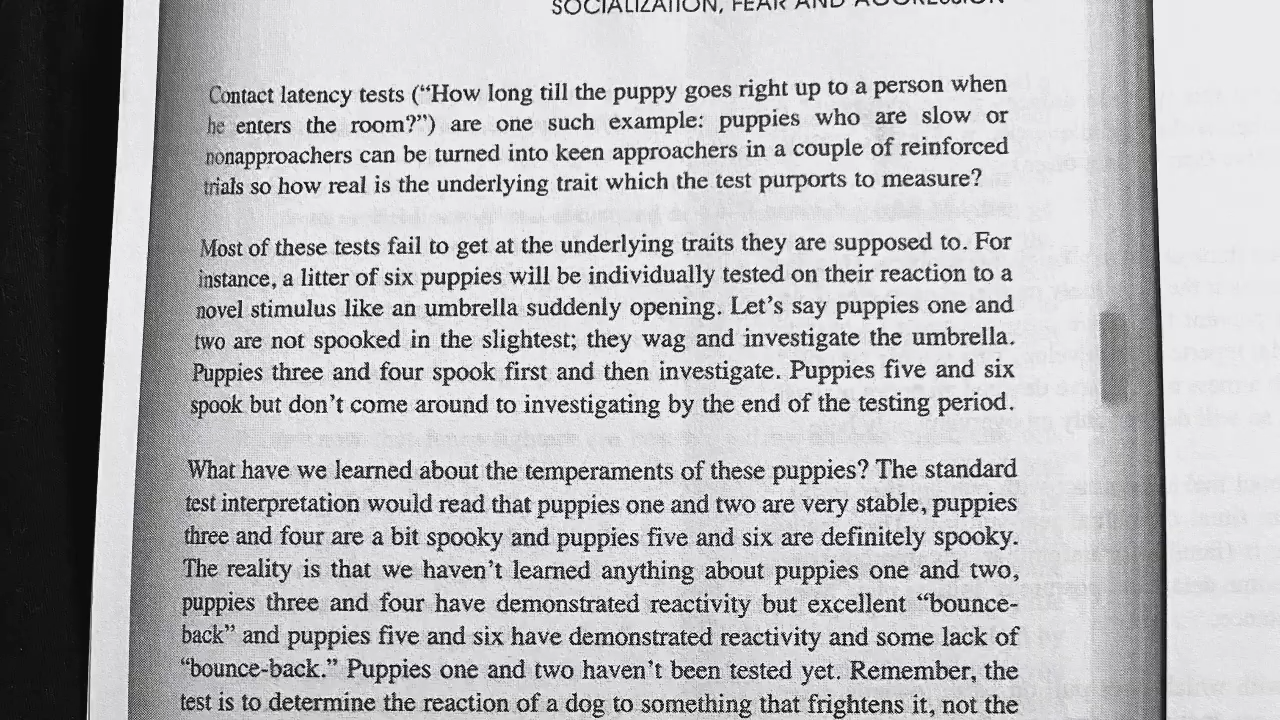 SOCIALIZATION, FEAR AND AGGRESSION
Contact latency tests (“How long till the puppy goes right up to a person when
he enters the room?”) are one such example: puppies who are slow or
nonapproachers can be turned into keen approachers in a couple of reinforced
trials so how real is the underlying trait which the test purports to measure?
Most of these tests fail to get at the underlying traits they are supposed to. For
instance, a litter of six puppies will be individually tested on their reaction to a
novel stimulus like an umbrella suddenly opening. Let’s say puppies one and
two are not spooked in the slightest; they wag and investigate the umbrella.
Puppies three and four spook first and then investigate. Puppies five and six
spook but don’t come around to investigating by the end of the testing period.
What have we learned about the temperaments of these puppies? The standard
test interpretation would read that puppies one and two are very stable, puppies
three and four are a bit spooky and puppies five and six are definitely spooky.
The reality is that we haven’t learned anything about puppies one and two,
puppies three and four have demonstrated reactivity but excellent “bounce-
back” and puppies five and six have demonstrated reactivity and some lack of
“bounce-back.” Puppies one and two haven’t been tested yet. Remember, the
test is to determine the reaction of a dog to something that frightens it, not the